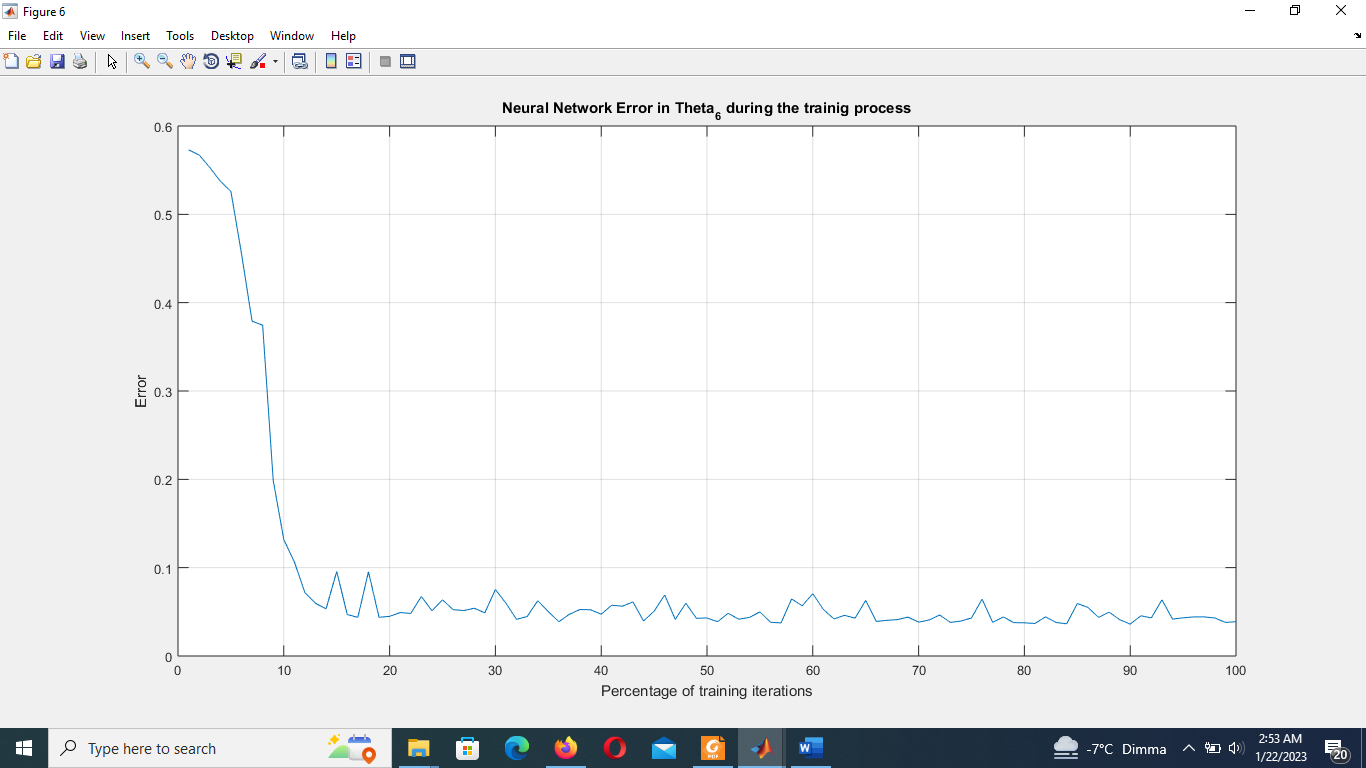 Figure 6
File Edit View Insert Tools Desktop Window Help
Neural Network Error in Theta6 during the trainig process
0.6
0.5
0.4
0.3
0.2
0.1
0
Error
0 10 20 30 40 50 60 70 80 90 100
Percentage of training iterations
Type here to search
G
PDF
W
-7°C Dimma
2:53 AM
1/22/2023
20